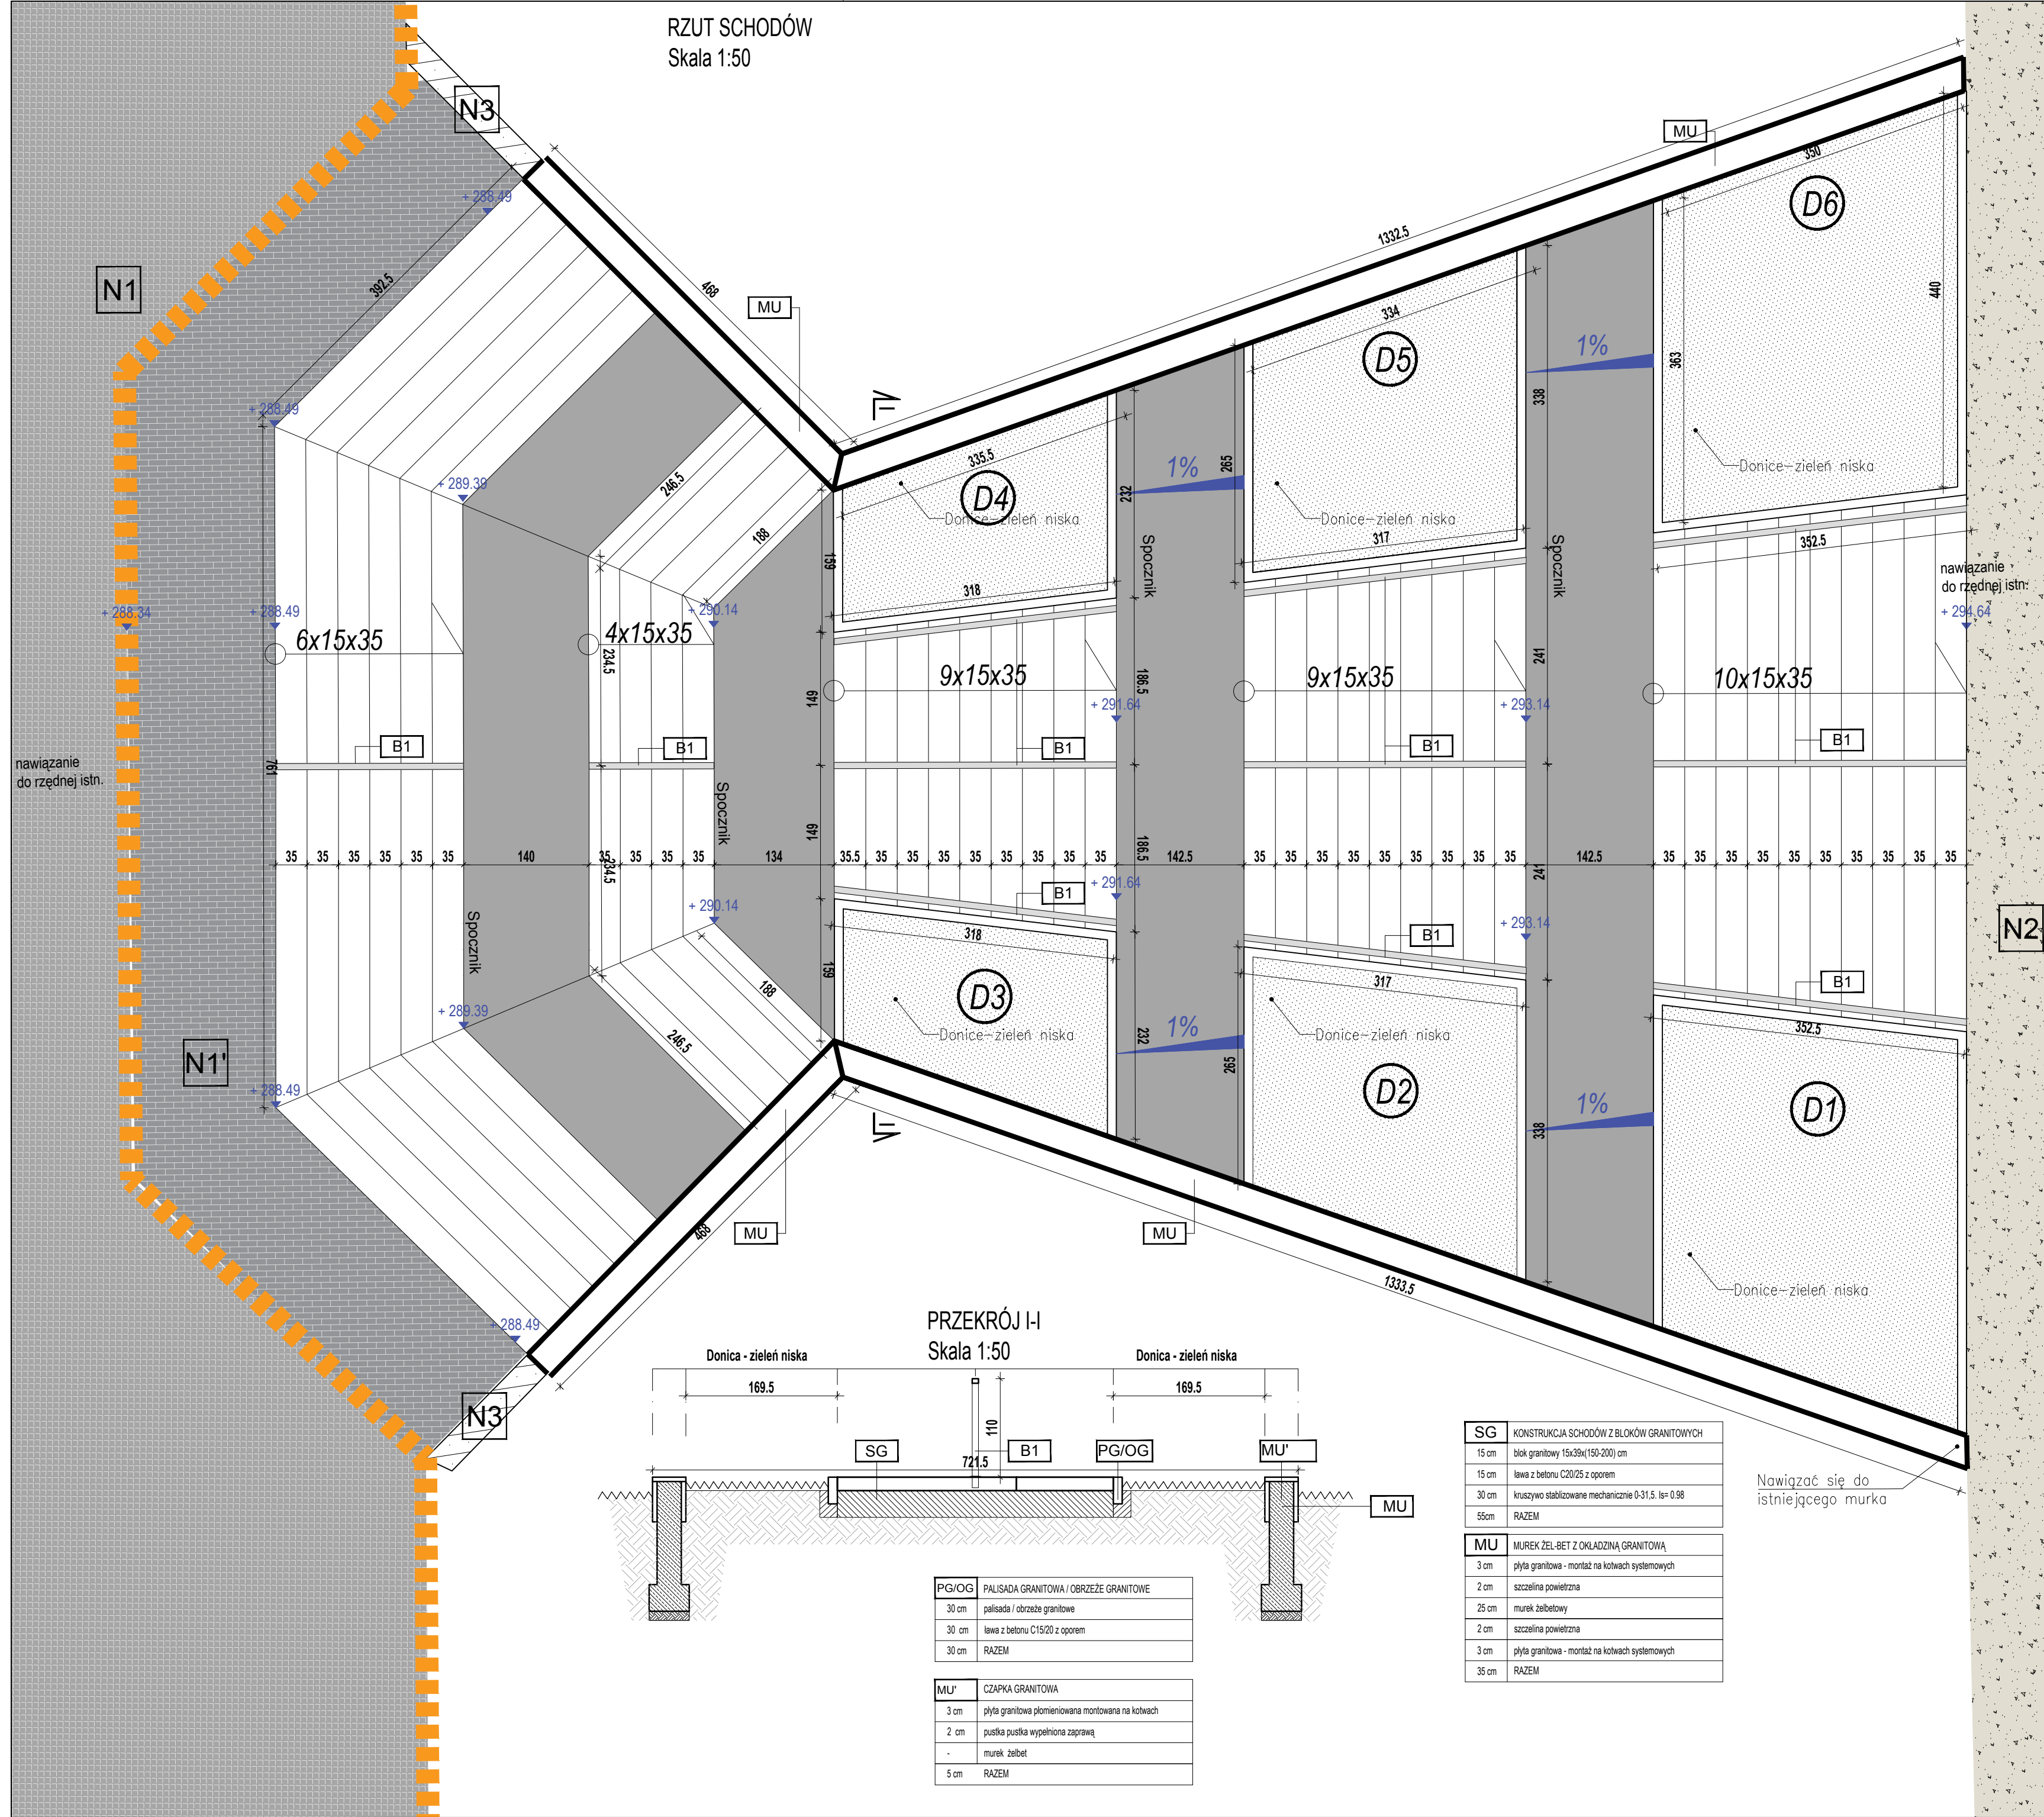 RZUT SCHODÓW
Skala 1:50
N3
MU
350
D6
+ 288.49
1332.5
N1
392.5
468
MU
440
334
D5
1%
363
338
+ 288.49
335.5
1%
265
Donice-zieleń niska
+ 289.39
246.5
D4
232
Donice-zieleń niska
Donice-zieleń niska
188
159
317
352.5
Spocznik
Spocznik
nawiązanie
do rzędnej istn.
318
+ 288.34
+ 288.49
+ 290.14
+ 294.64
6x15x35
4x15x35
234.5
9x15x35
9x15x35
10x15x35
241
186.5
149
+ 291.64
+ 293.14
B1
B1
B1
B1
B1
nawiązanie
do rzędnej istn.
761
Spocznik
149
186.5
35 35 35 35 35 35 140 35 35 35 35 134 35.5 35 35 35 35 35 35 35 35 142.5 35 35 35 35 35 35 35 35 35 142.5 35 35 35 35 35 35 35 35 35 35
234.5
241
+ 291.64
B1
+ 290.14
+ 293.14
N2
Spocznik
318
B1
159
188
317
B1
D3
+ 289.39
352.5
Donice-zieleń niska
232
1%
265
Donice-zieleń niska
246.5
N1'
D2
+ 288.49
D1
1%
338
468
MU
MU
1333.5
Donice-zieleń niska
+ 288.49
N3
PRZEKRÓJ I-I
Skala 1:50
Donica - zieleń niska
Donica - zieleń niska
169.5
169.5
110
SG
B1
PG/OG
MU'
721.5
MU
Nawiązać się do
istniejącego murka
SG KONSTRUKCJA SCHODÓW Z BLOKÓW GRANITOWYCH
15 cm blok granitowy 15x39x(150-200) cm
15 cm ława z betonu C20/25 z oporem
30 cm kruszywo stablizowane mechanicznie 0-31,5. Is= 0.98
55cm RAZEM
MU MUREK ŻEL-BET Z OKŁADZINĄ GRANITOWĄ
3 cm płyta granitowa - montaż na kotwach systemowych
2 cm szczelina powietrzna
25 cm murek żelbetowy
2 cm szczelina powietrzna
3 cm płyta granitowa - montaż na kotwach systemowych
35 cm RAZEM
PG/OG PALISADA GRANITOWA / OBRZEŻE GRANITOWE
30 cm palisada / obrzeże granitowe
30 cm ława z betonu C15/20 z oporem
30 cm RAZEM
MU' CZAPKA GRANITOWA
3 cm płyta granitowa płomieniowana montowana na kotwach
2 cm pustka pustka wypełniona zaprawą
- murek żelbet
5 cm RAZEM